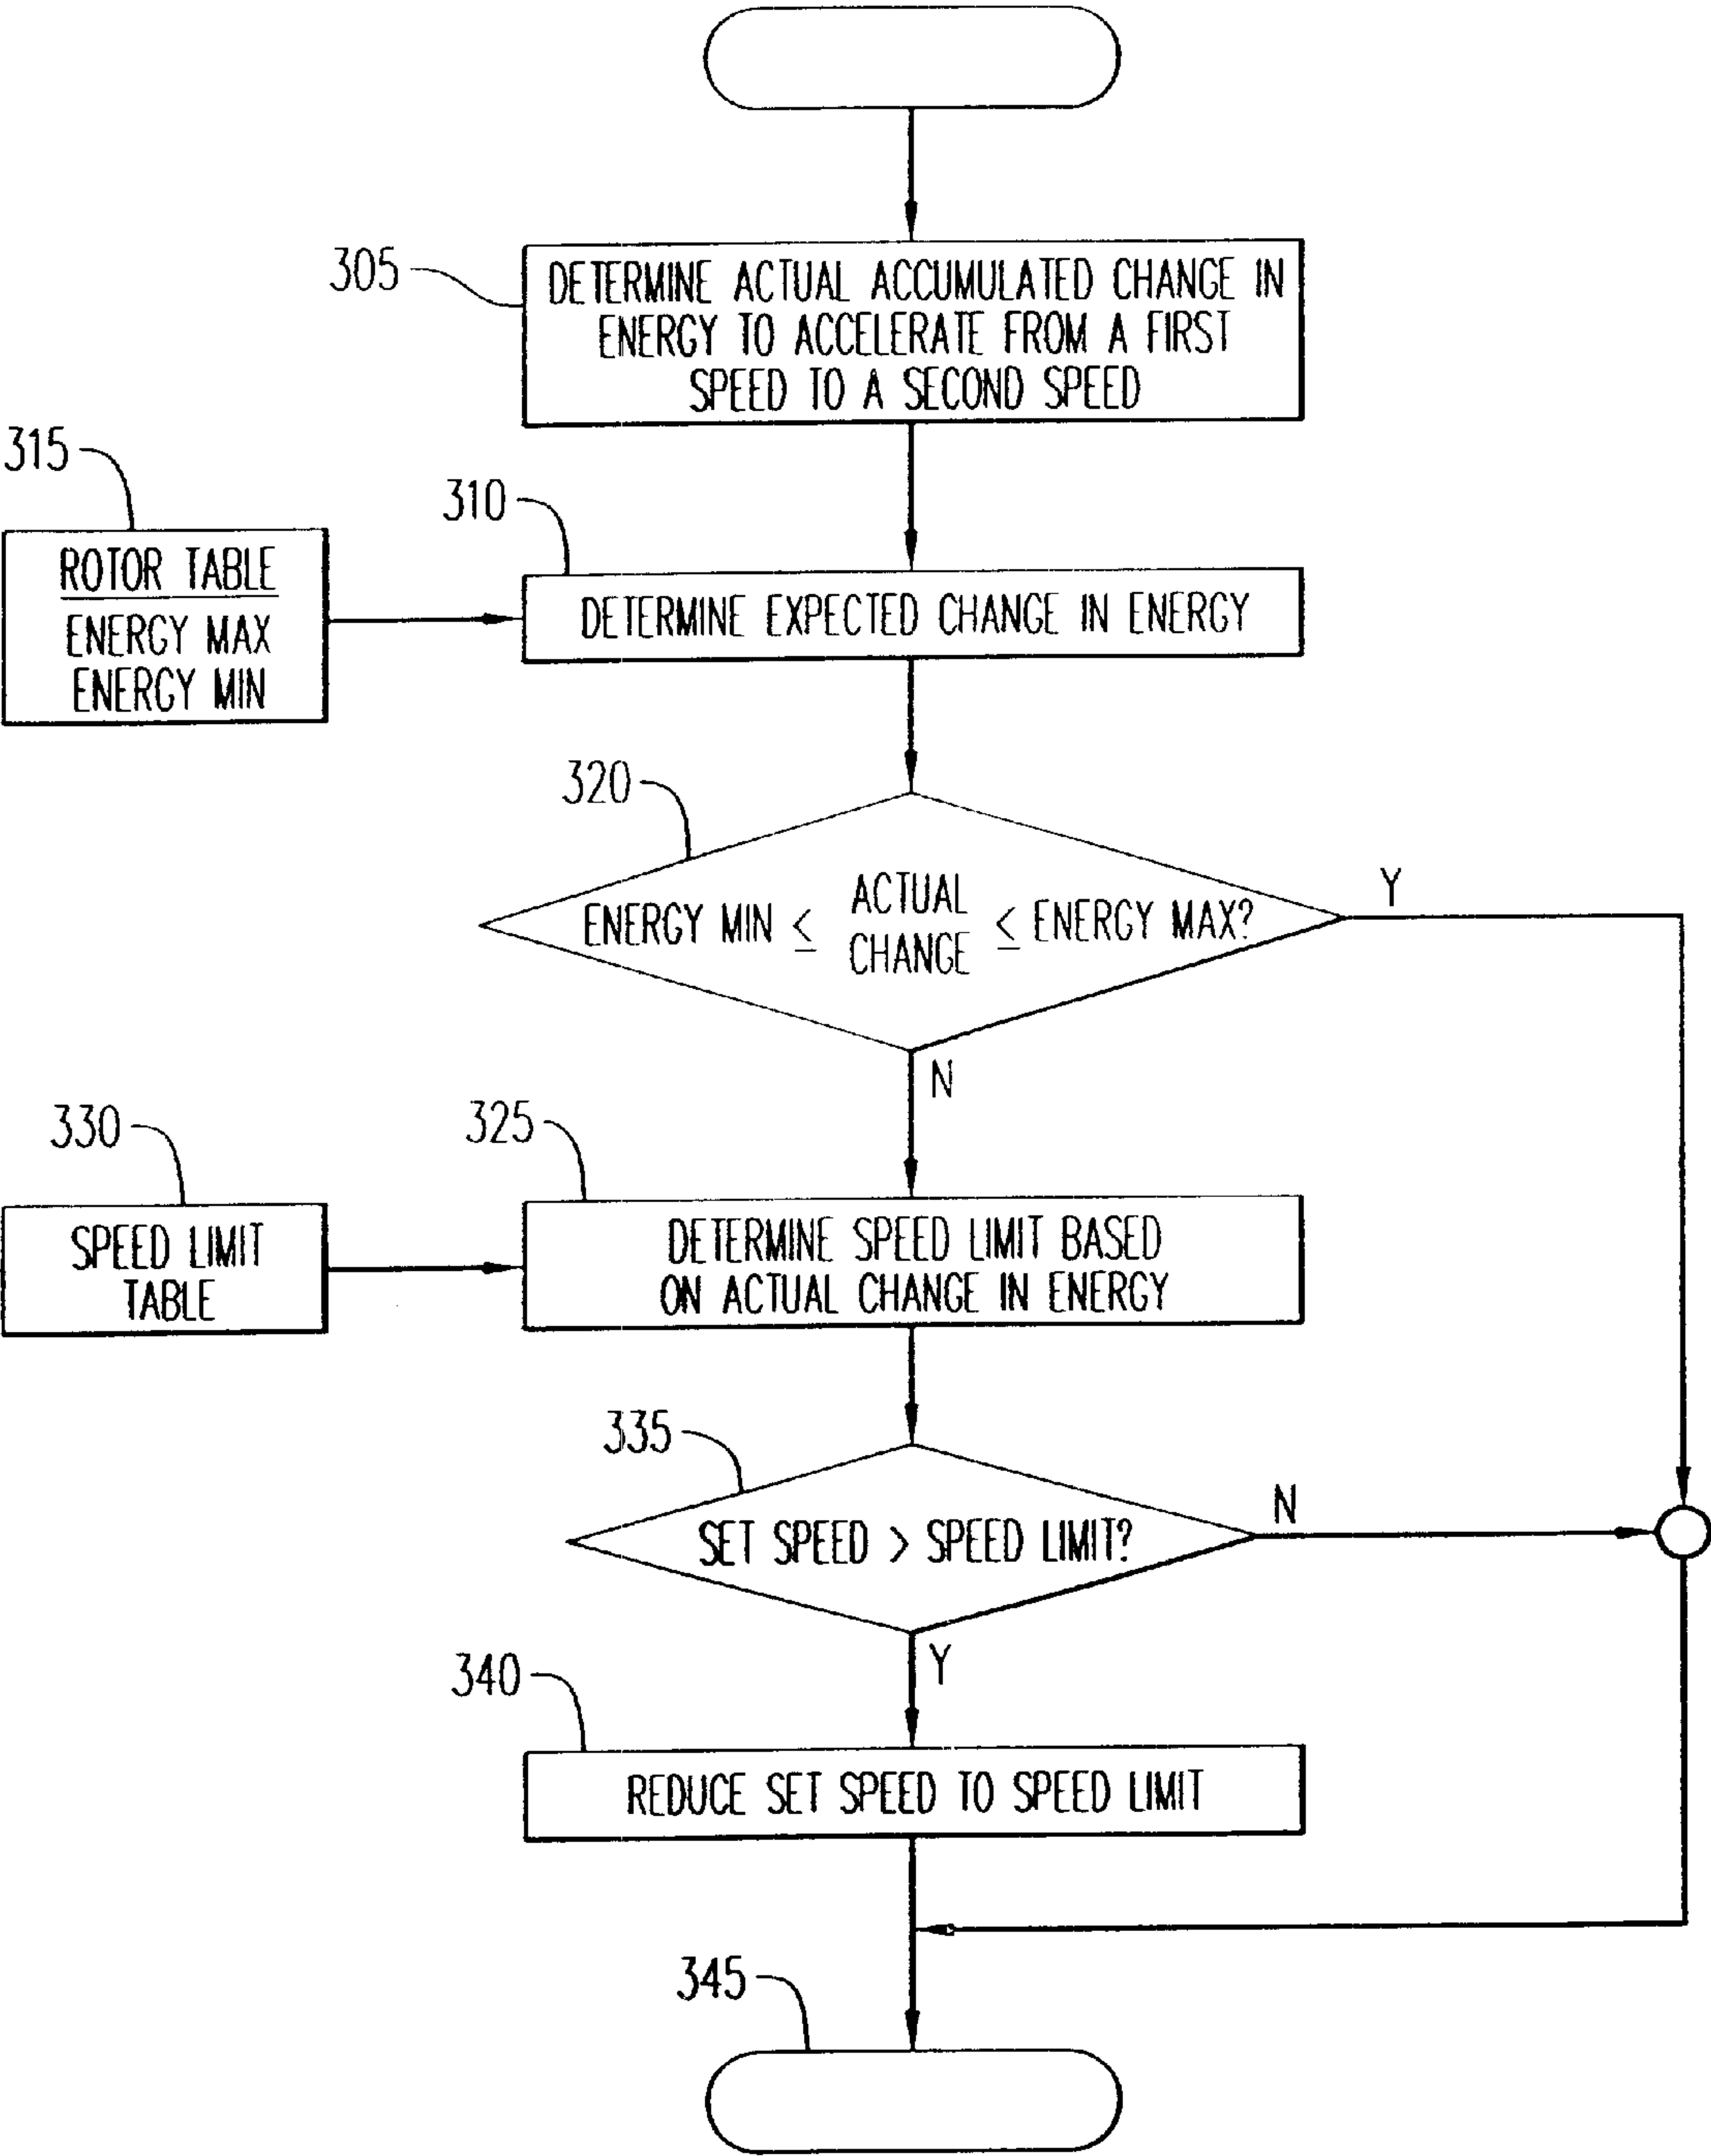 305
DETERMINE ACTUAL ACCUMULATED CHANGE IN
ENERGY TO ACCELERATE FROM A FIRST
SPEED TO A SECOND SPEED
315
ROTOR TABLE
ENERGY MAX
ENERGY MIN
310
DETERMINE EXPECTED CHANGE IN ENERGY
320
ENERGY MIN ≤ ACTUAL CHANGE ≤ ENERGY MAX?
Y
N
330
SPEED LIMIT
TABLE
325
DETERMINE SPEED LIMIT BASED
ON ACTUAL CHANGE IN ENERGY
335
SET SPEED > SPEED LIMIT?
N
Y
340
REDUCE SET SPEED TO SPEED LIMIT
345